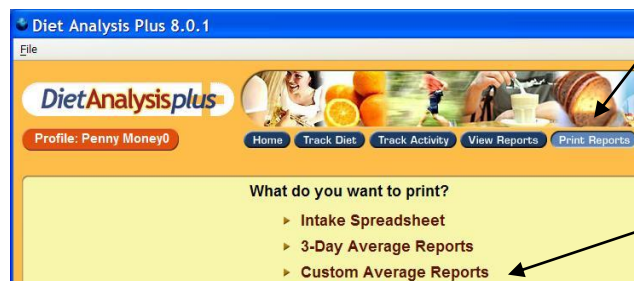 Diet Analysis Plus 8.0.1
File
DietAnalysisplus
Profile: Penny Money0
Home Track Diet Track Activity View Reports Print Reports
What do you want to print?
Intake Spreadsheet
3-Day Average Reports
Custom Average Reports